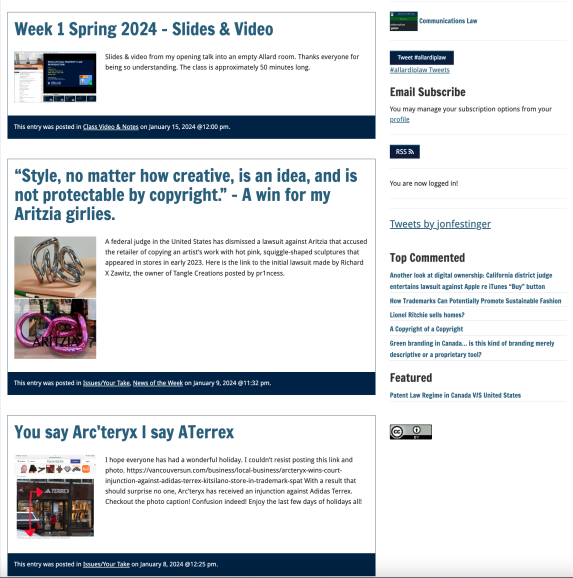 Week 1 Spring 2024 – Slides & Video
Slides & video from my opening talk into an empty Allard room. Thanks everyone for
being so understanding. The class is approximately 50 minutes long.
This entry was posted in Class Video & Notes on January 15, 2024 @12:00 pm.
“Style, no matter how creative, is an idea, and is
not protectable by copyright.” – A win for my
Aritzia girlies.
A federal judge in the United States has dismissed a lawsuit against Aritzia that accused
the retailer of copying an artist's work with hot pink, squiggle-shaped sculptures that
appeared in stores in early 2023. Here is the link to the initial lawsuit made by Richard
X Zawitz, the owner of Tangle Creations posted by pr1ncess.
ARITZIA
This entry was posted in Issues/Your Take, News of the Week on January 9, 2024 @11:32 pm.
You say Arc'teryx I say ATerrex
I hope everyone has had a wonderful holiday. I couldn't resist posting this link and
photo. https://vancouversun.com/business/local-business/arcteryx-wins-court-
injunction-against-adidas-terrex-kitsilano-store-in-trademark-spat With a result that
should surprise no one, Arc'teryx has received an injunction against Adidas Terrex.
Checkout the photo caption! Confusion indeed! Enjoy the last few days of holidays all!
TERREX
This entry was posted in Issues/Your Take on January 8, 2024 @12:25 pm.
Communications Law
Tweet #allardiplaw
#allardiplaw Tweets
Email Subscribe
You may manage your subscription options from your
profile
RSS
You are now logged in!
Tweets by jonfestinger
Top Commented
Another look at digital ownership: California district judge
entertains lawsuit against Apple re iTunes “Buy” button
How Trademarks Can Potentially Promote Sustainable Fashion
Lionel Ritchie sells homes?
A Copyright of a Copyright
Green branding in Canada... is this kind of branding merely
descriptive or a proprietary tool?
Featured
Patent Law Regime in Canada V/S United States
cc
BY